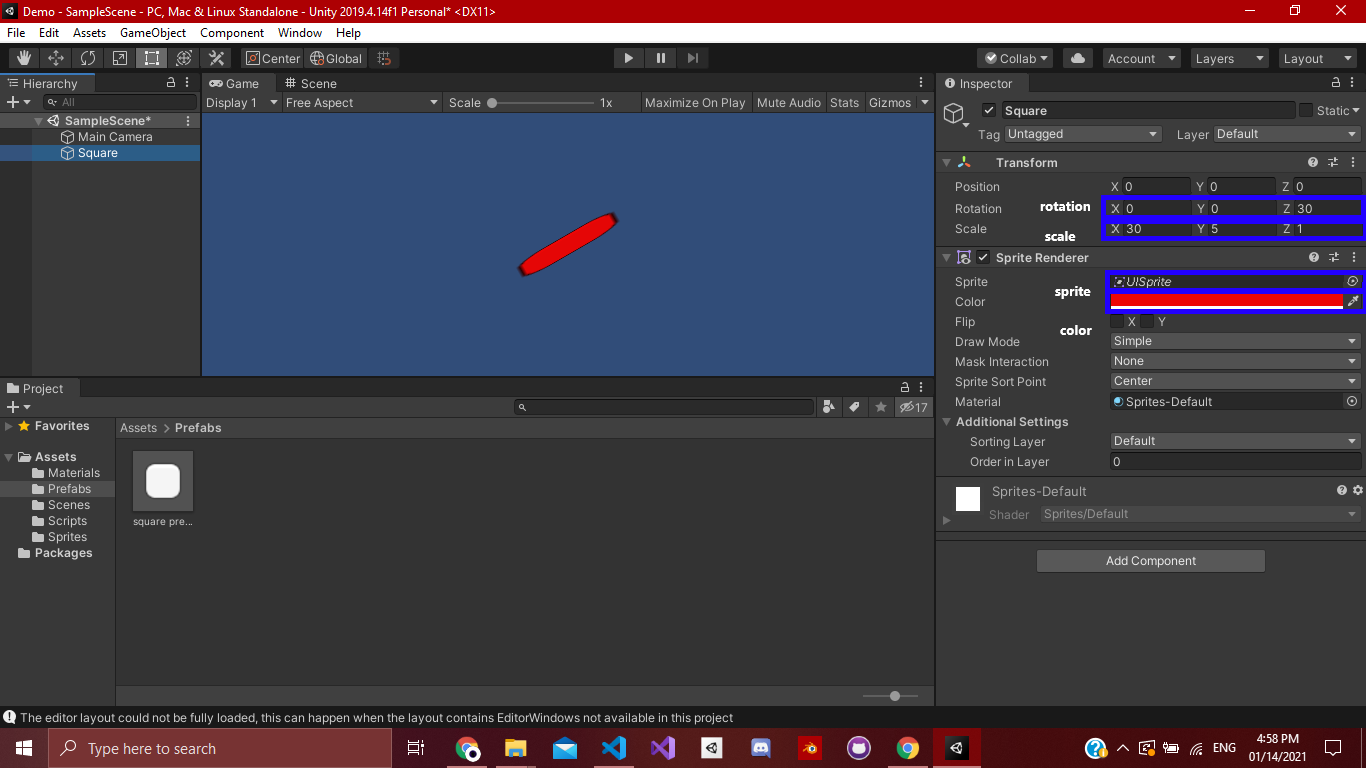 Demo - SampleScene - PC, Mac & Linux Standalone - Unity 2019.4.14f1 Personal* <DX11>
File Edit Assets GameObject Component Window Help
Center Global Collab Account Layers Layout
Hierarchy
All
SampleScene*
Main Camera
Square
Game Scene
Display 1 Free Aspect Scale 1x Maximize On Play Mute Audio Stats Gizmos
Inspector
Square Static
Tag Untagged Layer Default
Transform
Position X 0 Y 0 Z 0
Rotation rotation X 0 Y 0 Z 30
Scale scale X 30 Y 5 Z 1
Sprite Renderer
Sprite sprite UISprite
Color
Flip color X Y
Draw Mode Simple
Mask Interaction None
Sprite Sort Point Center
Material Sprites-Default
Additional Settings
Sorting Layer Default
Order in Layer 0
Sprites-Default
Shader Sprites/Default
Add Component
Project
17
Favorites
Assets
Materials
Prefabs
Scenes
Scripts
Sprites
Packages
Assets > Prefabs
square pre...
The editor layout could not be fully loaded, this can happen when the layout contains EditorWindows not available in this project
Type here to search
ENG
4:58 PM
01/14/2021